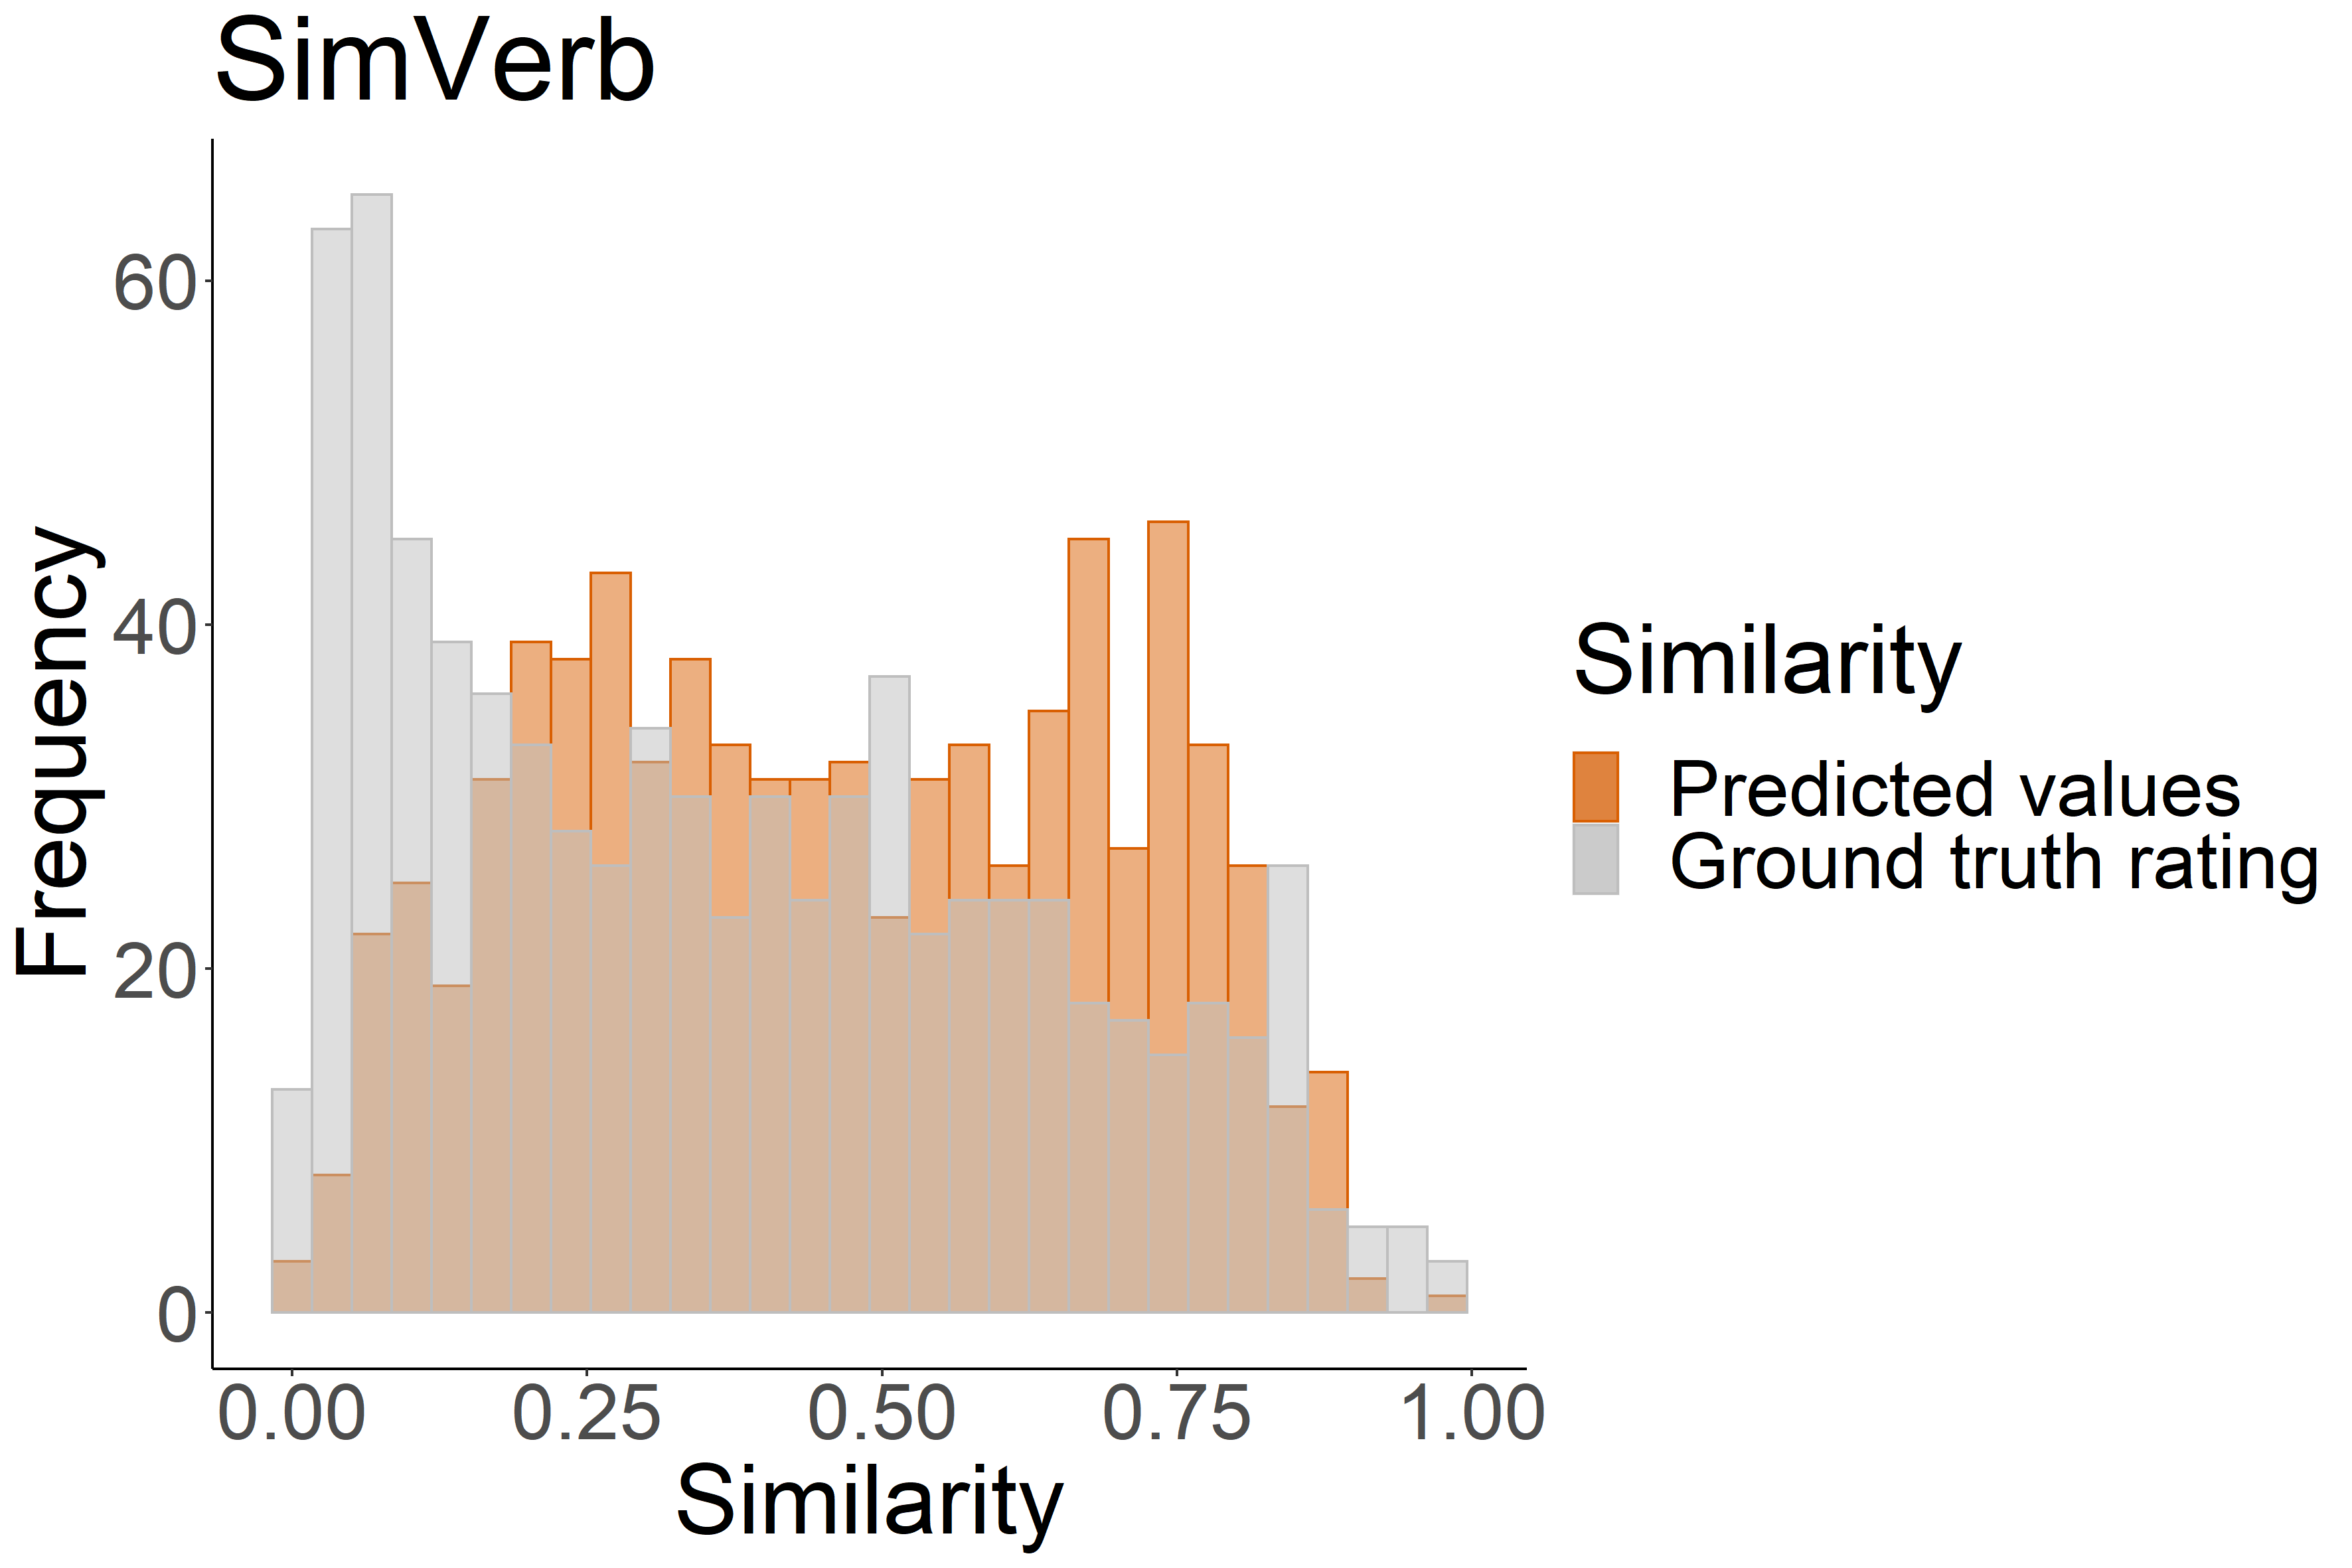 SimVerb
Frequency
60
40
20
0
0.00 0.25 0.50 0.75 1.00
Similarity
Similarity
Predicted values
Ground truth rating